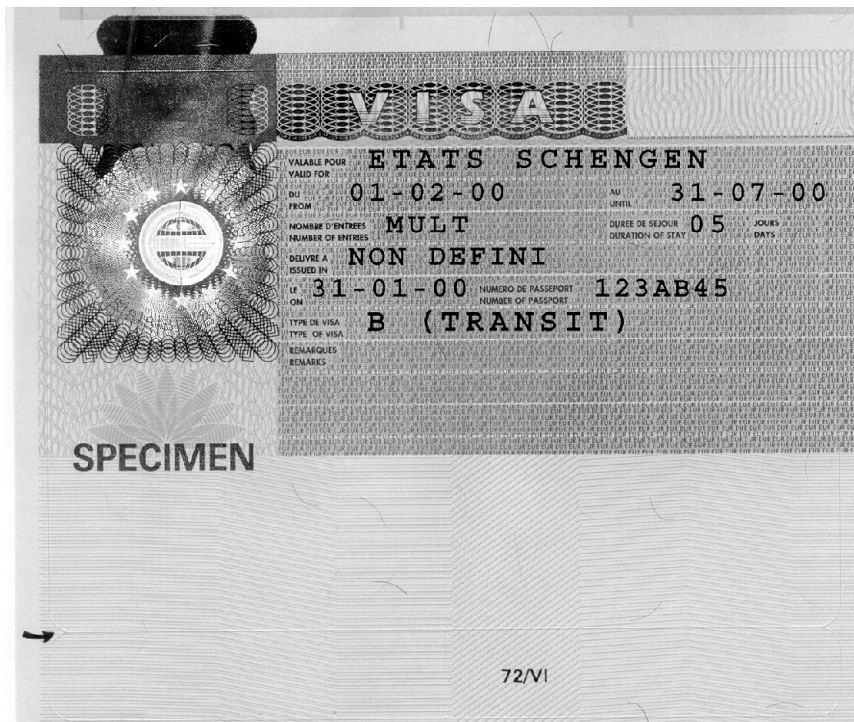 VISA
VALABLE POUR ETATS SCHENGEN
VALID FOR
DU 01-02-00 AU 31-07-00
FROM UNTIL
NOMBRE D'ENTREES MULT DUREE DE SEJOUR 05 JOURS
NUMBER OF ENTRIES DURATION OF STAY DAYS
DELIVRE A NON DEFINI
ISSUED IN
LE 31-01-00 NUMERO DE PASSEPORT 123AB45
ON NUMBER OF PASSPORT
TYPE DE VISA B (TRANSIT)
TYPE OF VISA
REMARQUES
REMARKS
SPECIMEN
72/VI